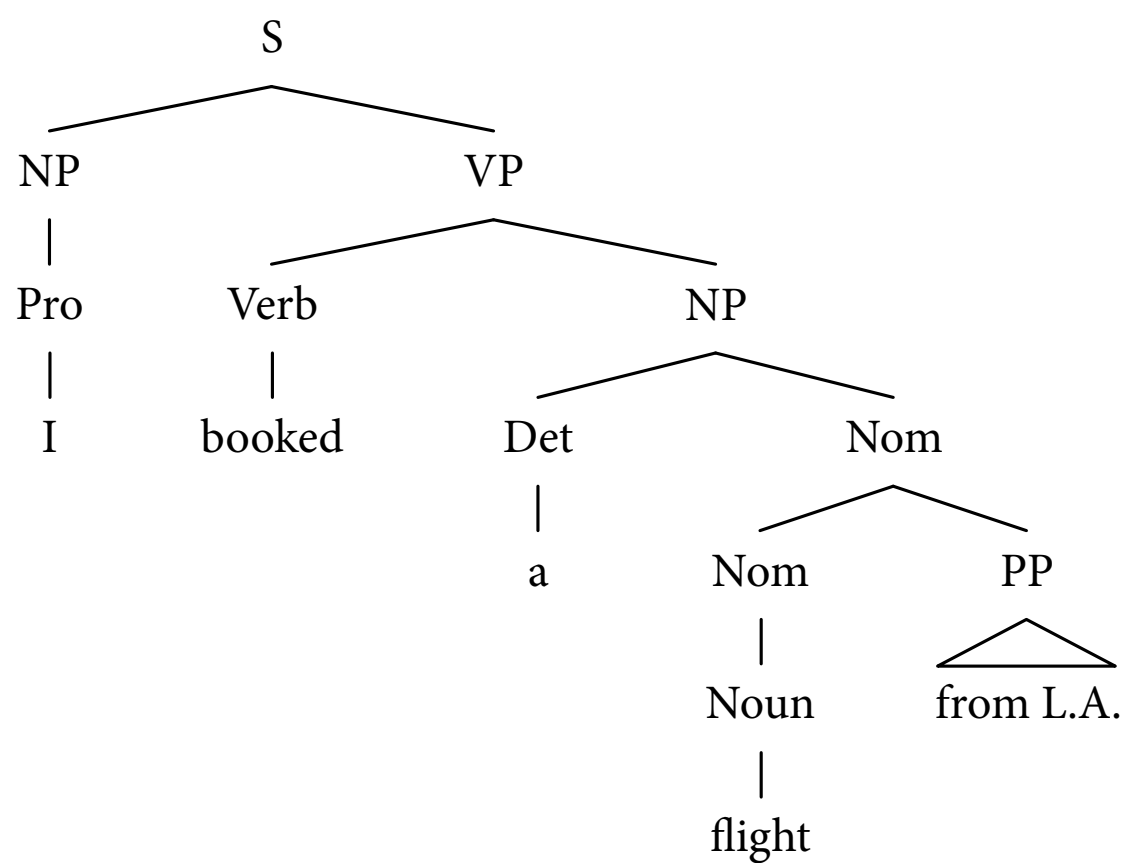 S
NP VP
Pro Verb NP
I booked Det Nom
a Nom PP
Noun from L.A.
flight